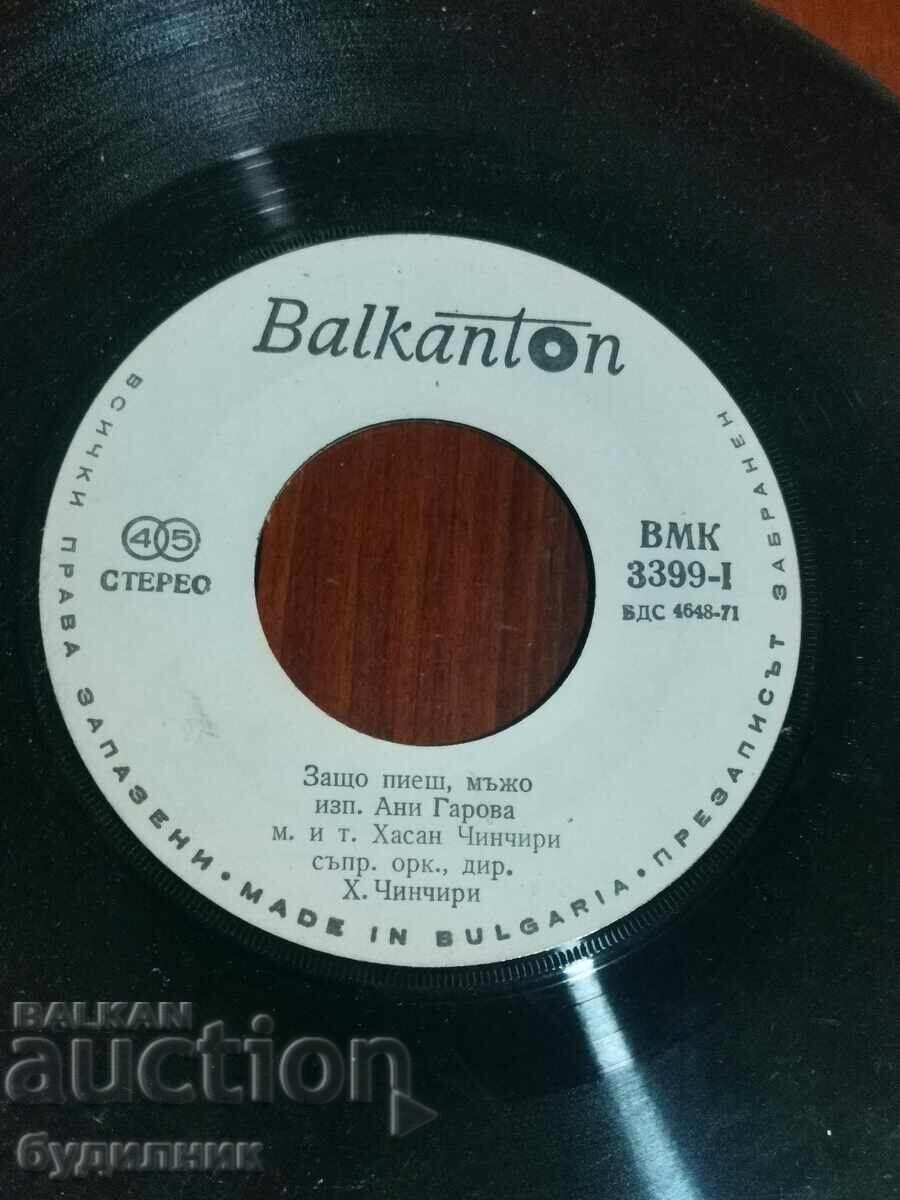 Balkanton
45
СТЕРЕО
ВМК
3399-I
БДС 4648-71
Защо пиеш, мъжо
изп. Ани Гарова
м. и т. Хасан Чинчири
съпр. орк., дир.
Х. Чинчири
ВСИЧКИ ПРАВА ЗАПАЗЕНИ • MADE IN BULGARIA • ПРЕЗАПИСЪТ ЗАБРАНЕН
BALKAN
auction
будилник